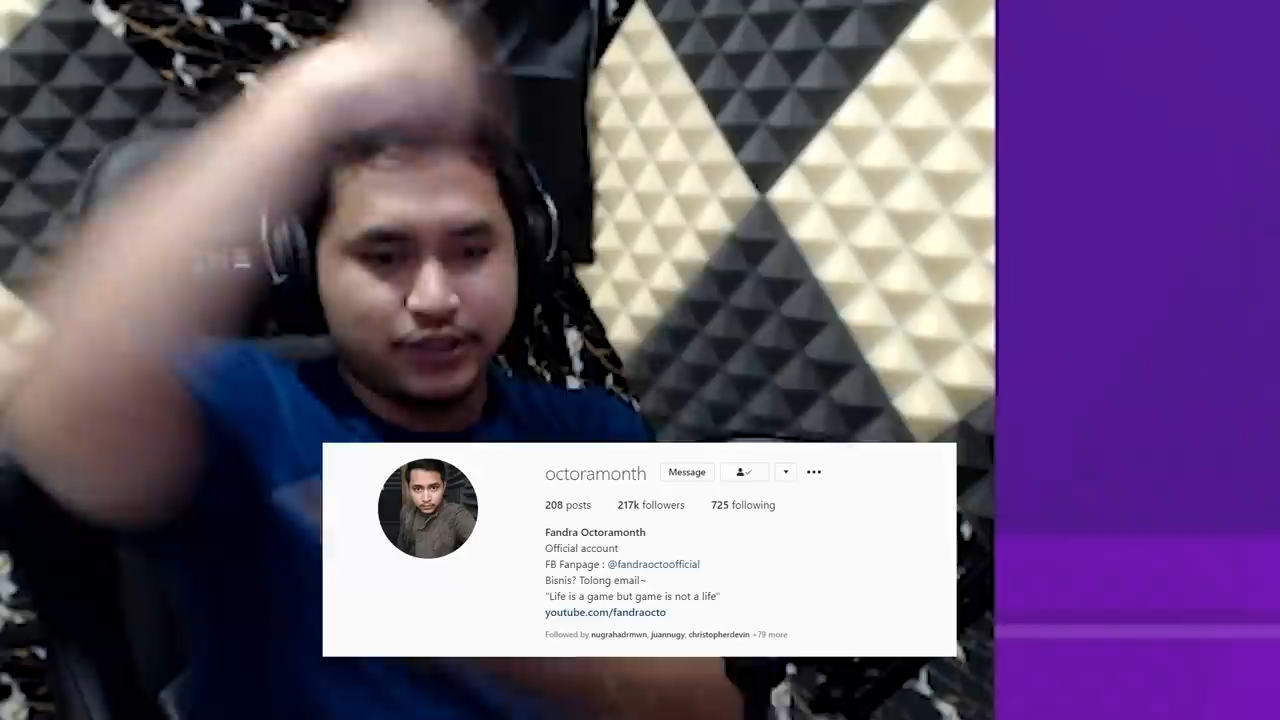 octoramonth Message
208 posts 217k followers 725 following
Fandra Octoramonth
Official account
FB Fanpage : @fandraoctoofficial
Bisnis? Tolong email~
"Life is a game but game is not a life"
youtube.com/fandraocto
Followed by nugrahadrmwn, juannugy, christopherdevin +79 more